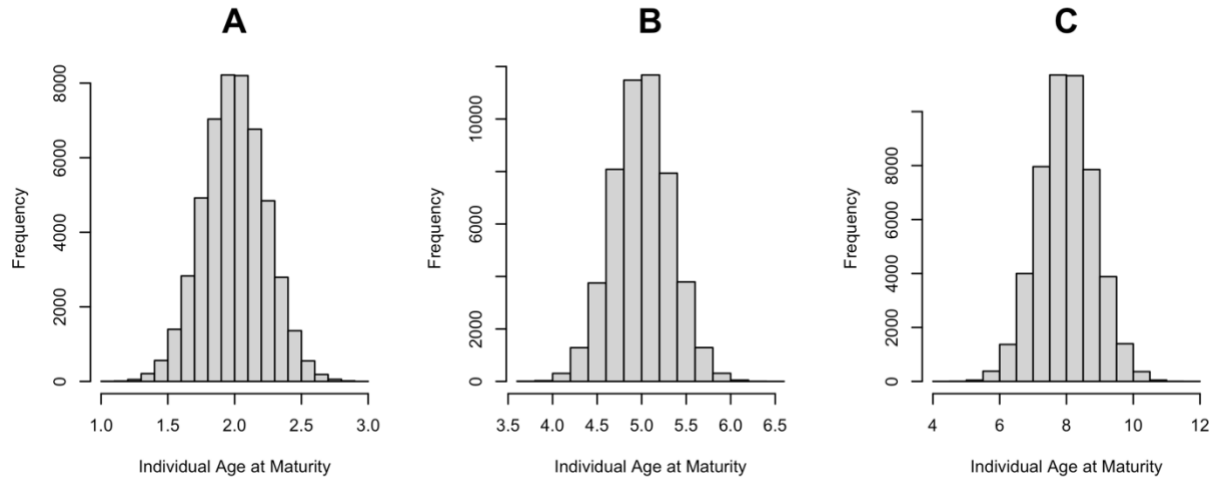 A
Frequency
0
2000
4000
6000
8000
1.0 1.5 2.0 2.5 3.0
Individual Age at Maturity
B
Frequency
0
2000
6000
10000
3.5 4.0 4.5 5.0 5.5 6.0 6.5
Individual Age at Maturity
C
Frequency
0
2000
4000
6000
8000
4 6 8 10 12
Individual Age at Maturity